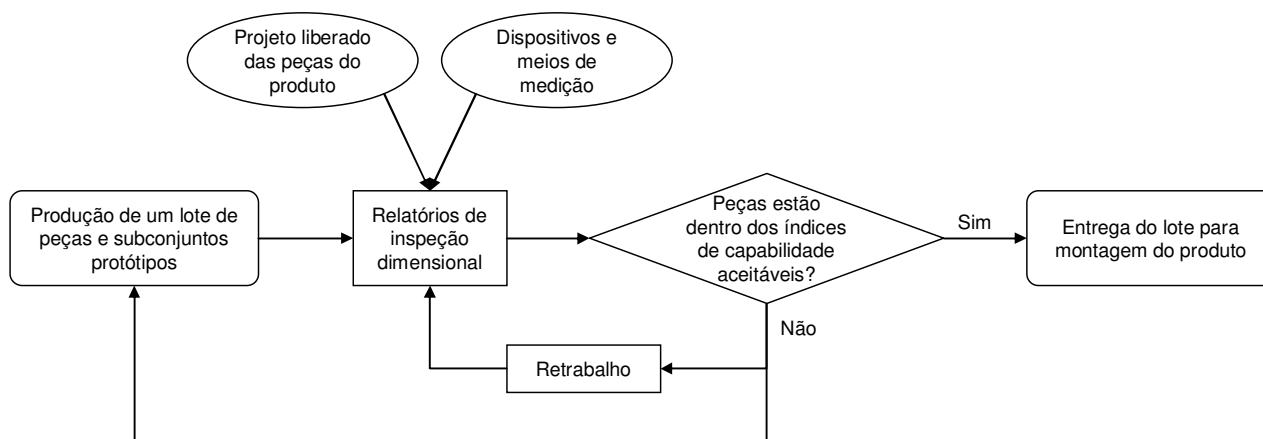 Projeto liberado
das peças do
produto
Dispositivos e
meios de
medição
Produção de um lote de
peças e subconjuntos
protótipos
Relatórios de
inspeção
dimensional
Peças estão
dentro dos índices
de capabilidade
aceitáveis?
Sim
Entrega do lote para
montagem do produto
Não
Retrabalho